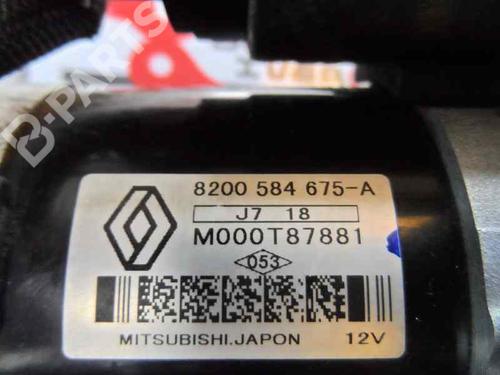 B-PARTS
8200 584 675-A
J7 18
M000T87881
053
MITSUBISHI.JAPON 12V